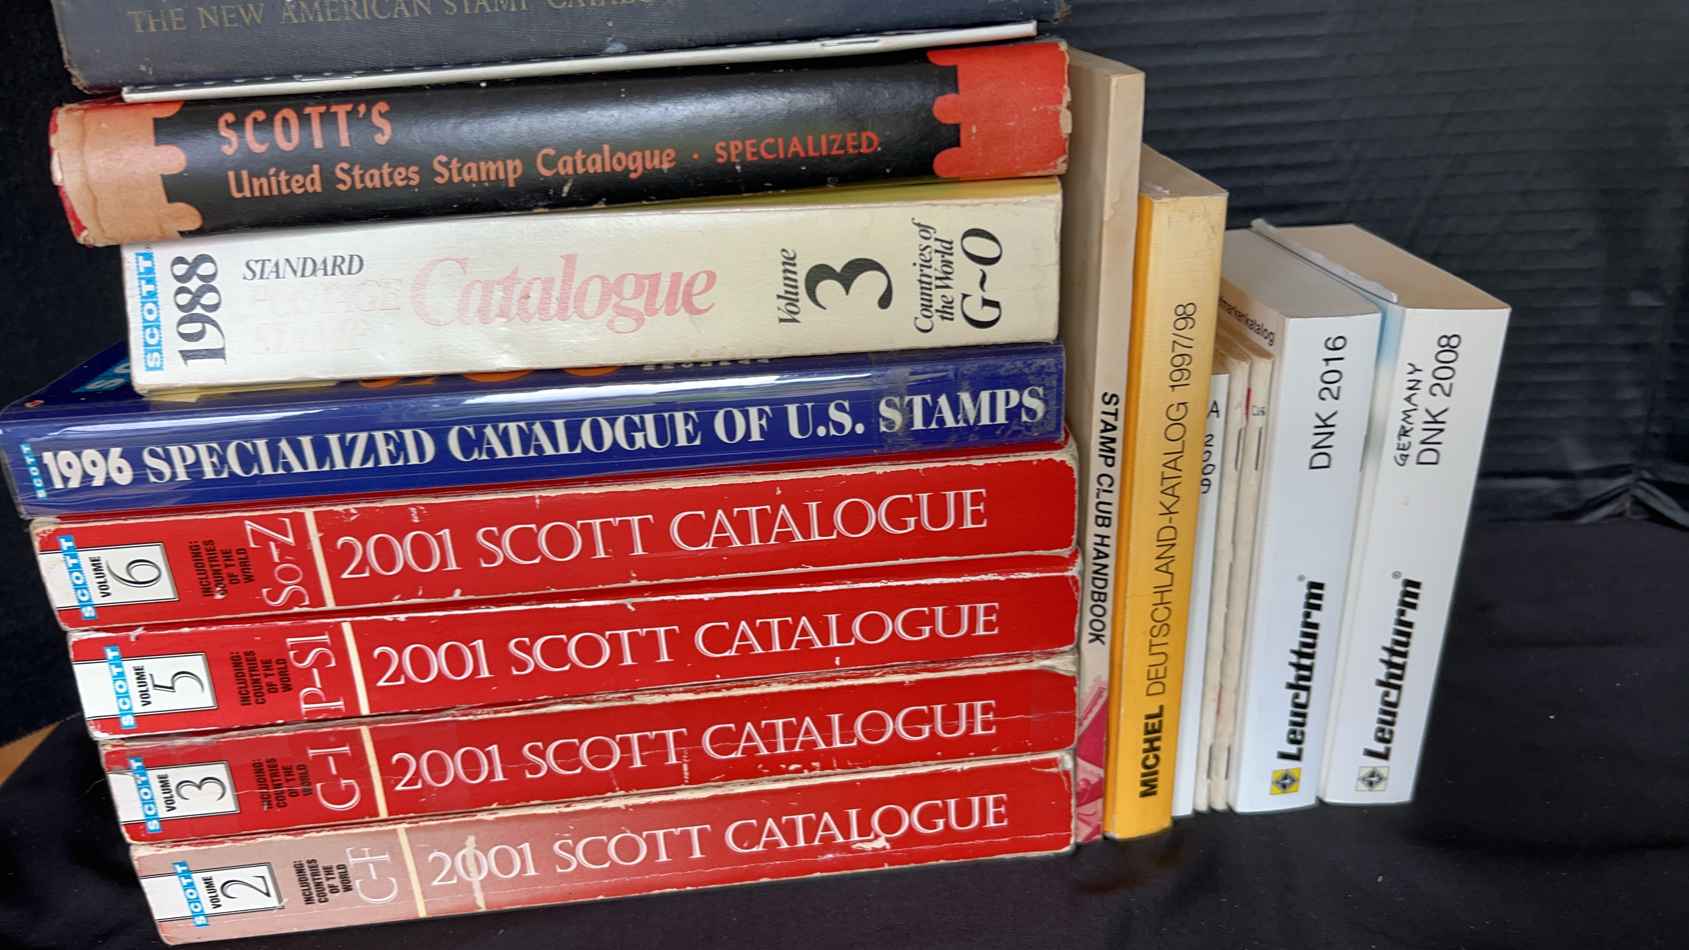 THE NEW AMERICAN STAMP
SCOTT'S
United States Stamp Catalogue · SPECIALIZED
SCOTT
1988
STANDARD
POSTAGE
STAMP
Catalogue
Volume
3
Countries of
the World
G~O
SCOTT
1996 SPECIALIZED CATALOGUE OF U.S. STAMPS
SCOTT
VOLUME
6
INCLUDING:
COUNTRIES
OF THE
WORLD
So-Z
2001 SCOTT CATALOGUE
SCOTT
VOLUME
5
INCLUDING:
COUNTRIES
OF THE
WORLD
P-SI
2001 SCOTT CATALOGUE
SCOTT
VOLUME
3
INCLUDING:
COUNTRIES
OF THE
WORLD
G-I
2001 SCOTT CATALOGUE
SCOTT
VOLUME
2
INCLUDING:
COUNTRIES
OF THE
WORLD
C-F
2001 SCOTT CATALOGUE
STAMP CLUB HANDBOOK
MICHEL DEUTSCHLAND-KATALOG 1997/98
DNK 2016
Leuchtturm
GERMANY
DNK 2008
Leuchtturm